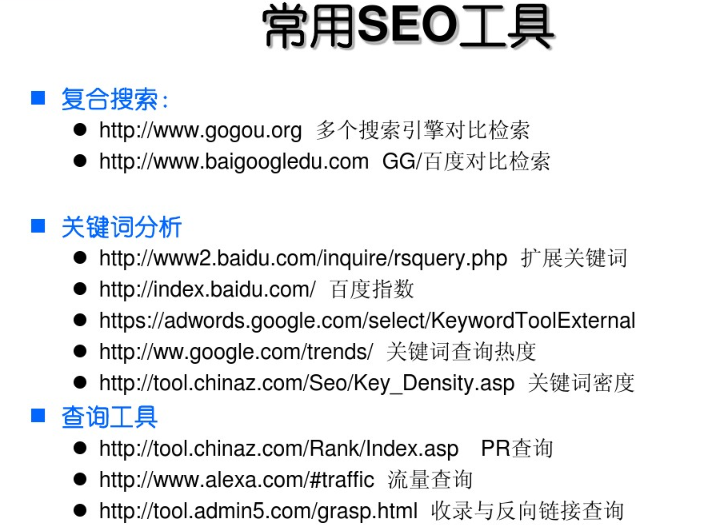 常用SEO工具
复合搜索：
http://www.gogou.org 多个搜索引擎对比检索
http://www.baigoogledu.com GG/百度对比检索
关键词分析
http://www2.baidu.com/inquire/rsquery.php 扩展关键词
http://index.baidu.com/ 百度指数
https://adwords.google.com/select/KeywordToolExternal
http://ww.google.com/trends/ 关键词查询热度
http://tool.chinaz.com/Seo/Key_Density.asp 关键词密度
查询工具
http://tool.chinaz.com/Rank/Index.asp PR查询
http://www.alexa.com/#traffic 流量查询
http://tool.admin5.com/grasp.html 收录与反向链接查询